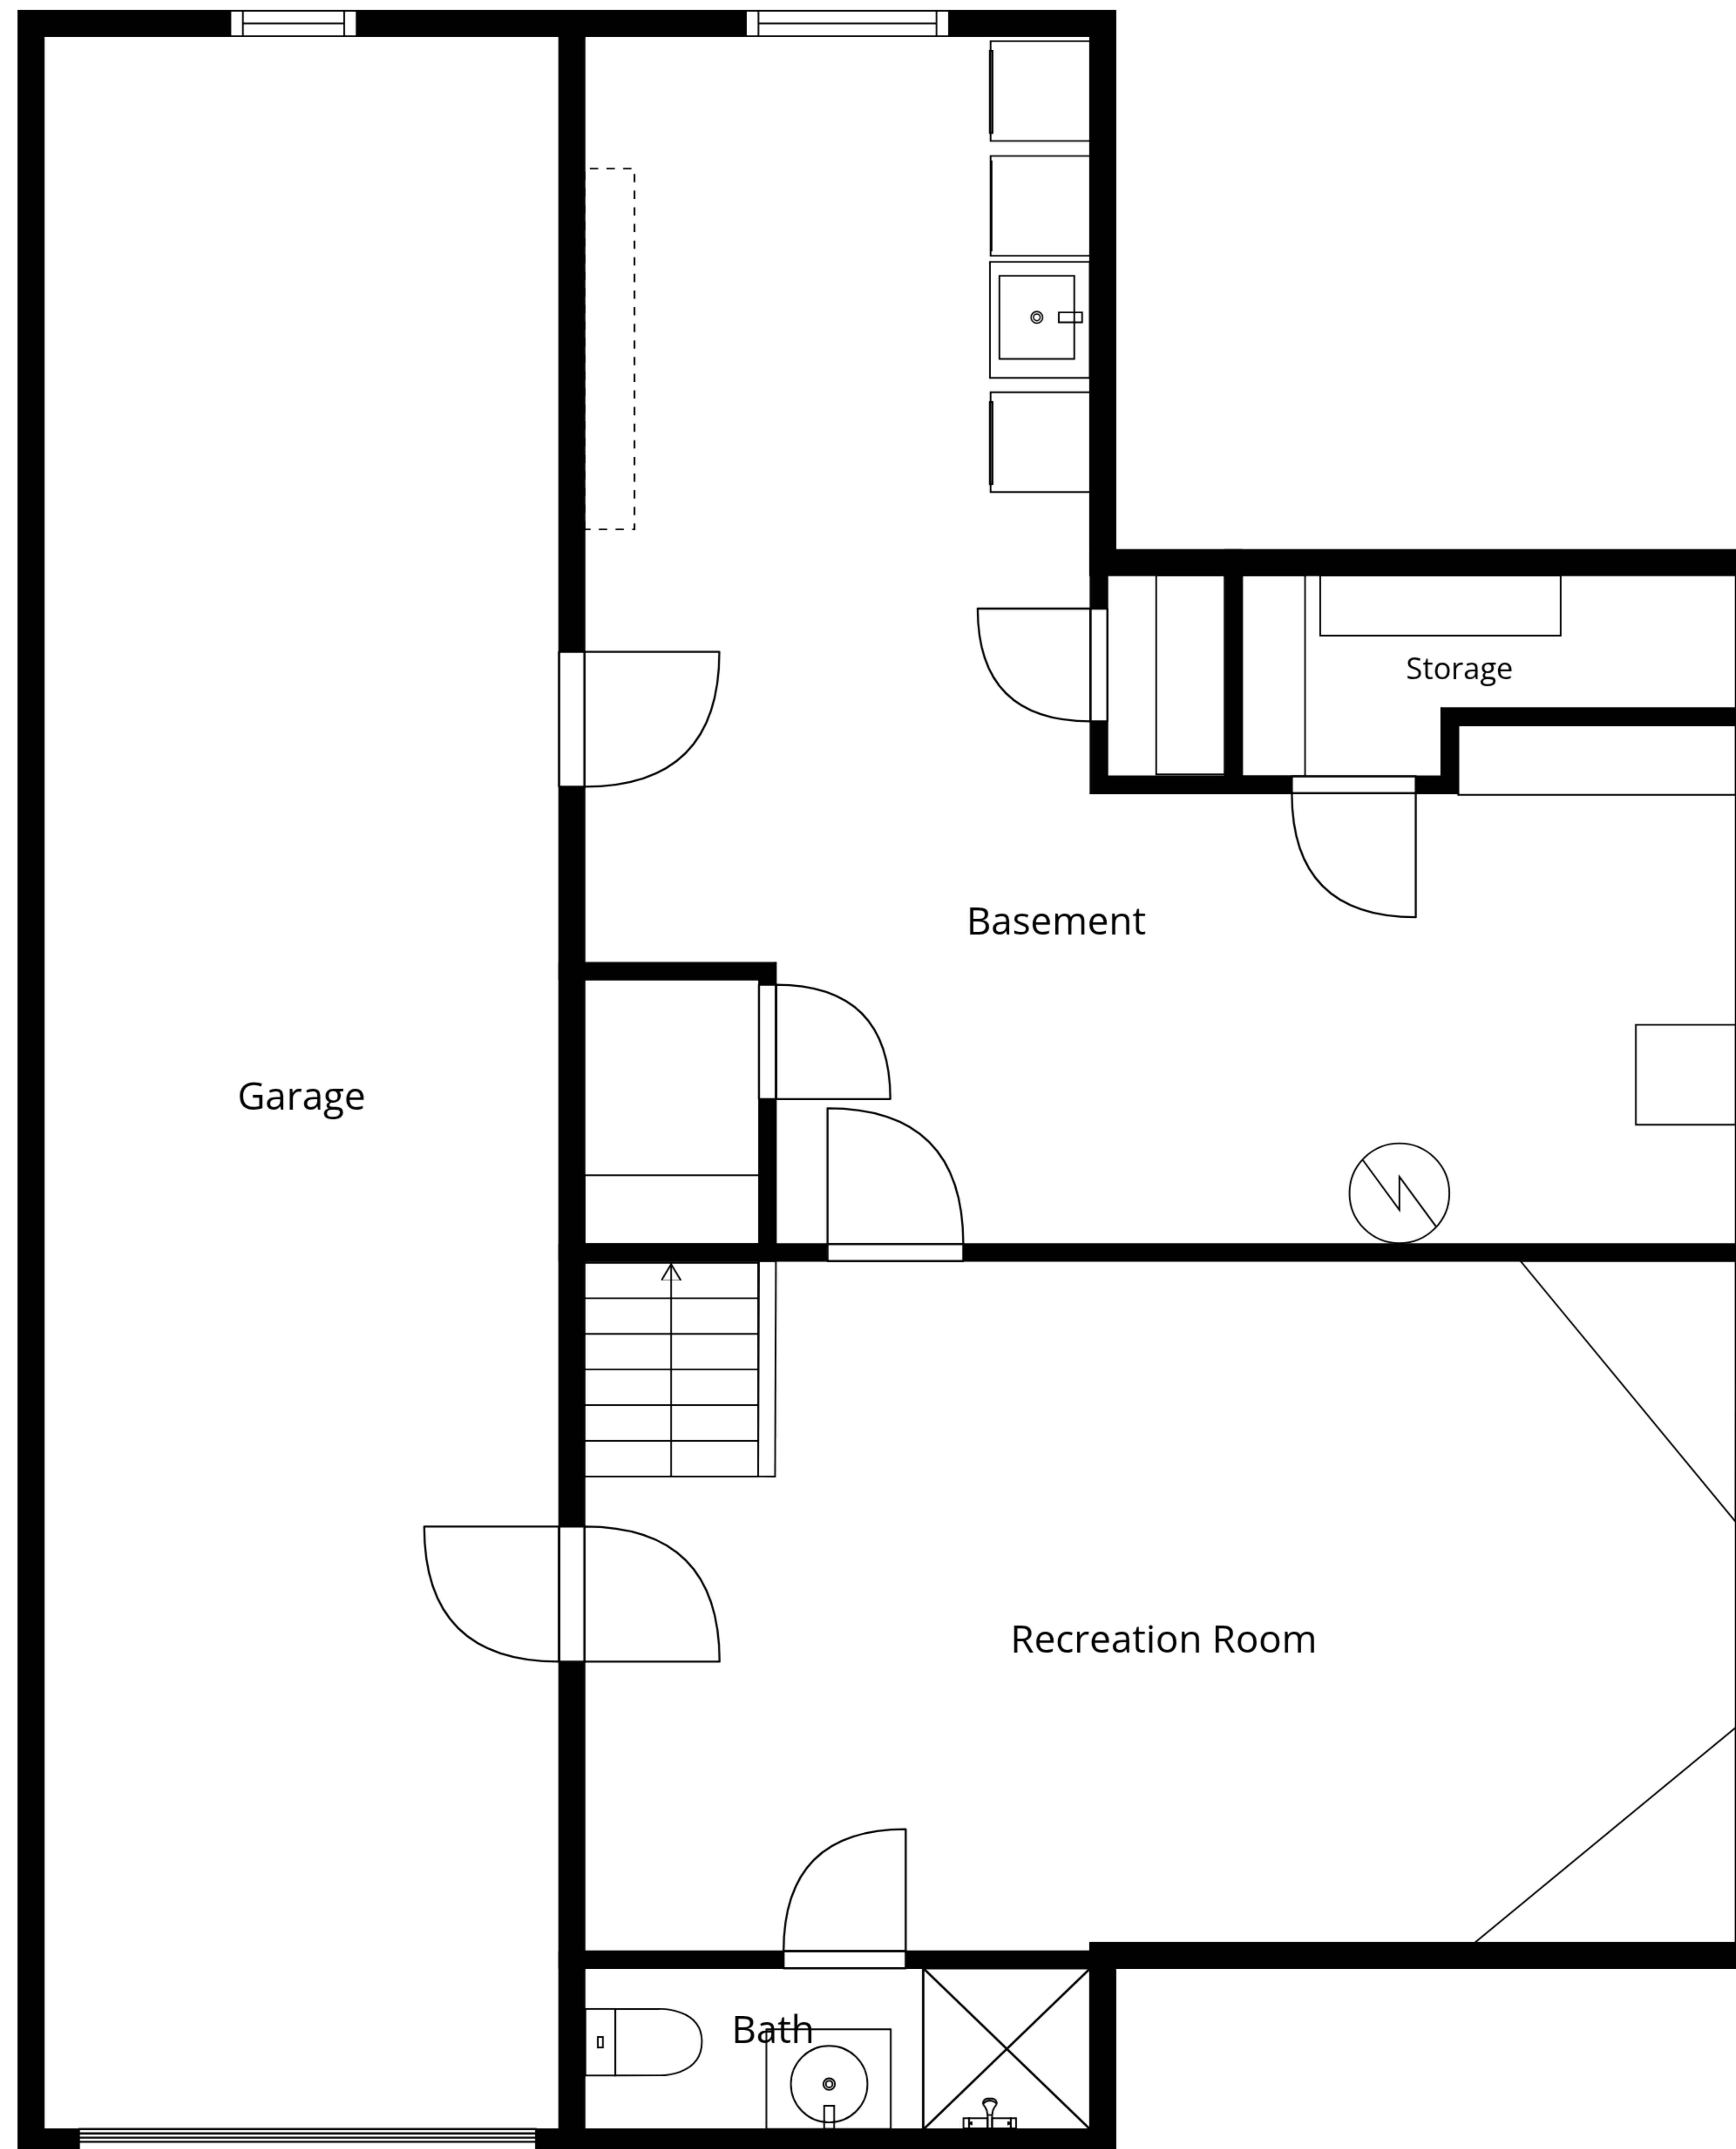 Storage
Basement
Garage
Recreation Room
Bath